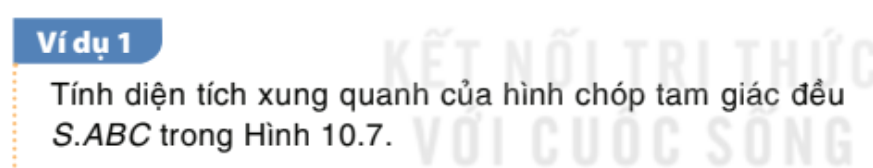 Ví dụ 1
KẾT NỐI TRI THỨC
Tính diện tích xung quanh của hình chóp tam giác đều
S.ABC trong Hình 10.7.
VỚI CUỘC SỐNG